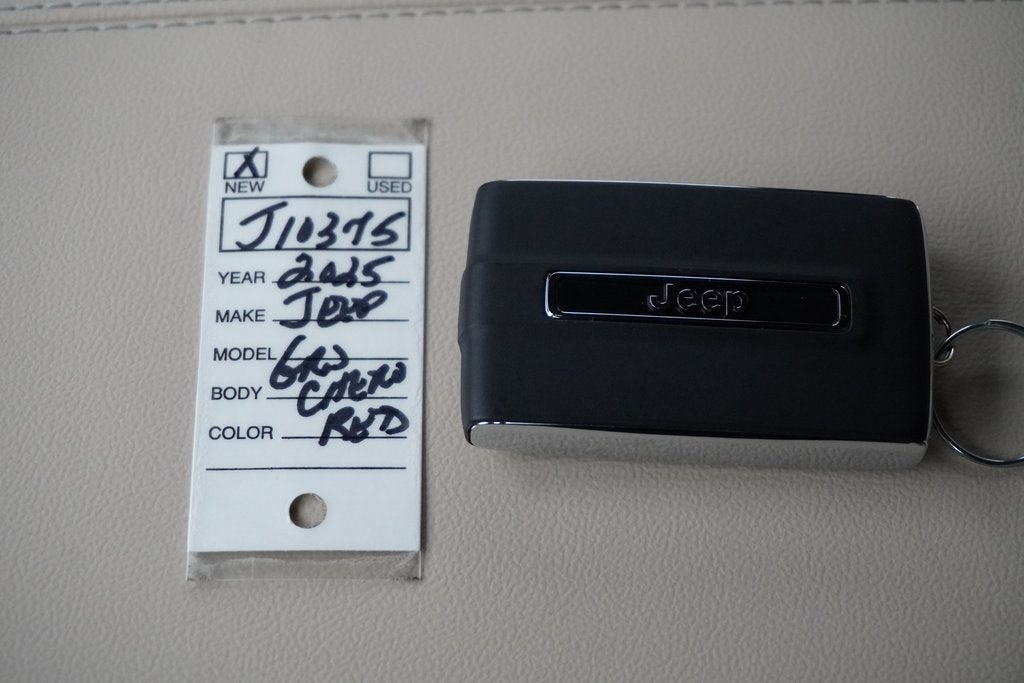 X
NEW USED
J10375
YEAR 2025
MAKE Jeep
MODEL GRD
BODY CHERO
COLOR RED
Jeep